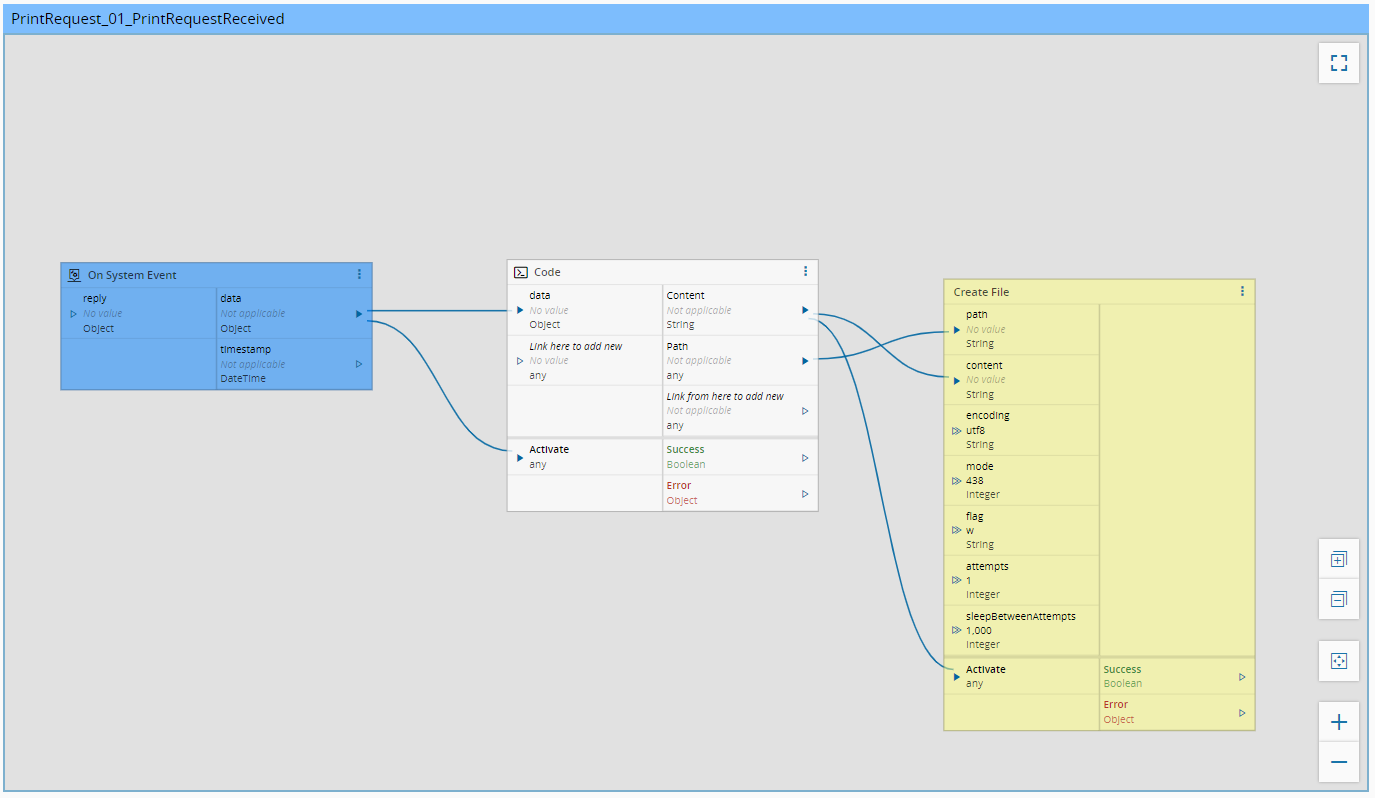 PrintRequest_01_PrintRequestReceived
On System Event
reply
No value
Object
data
Not applicable
Object
timestamp
Not applicable
DateTime
Code
data
No value
Object
Link here to add new
No value
any
Activate
any
Content
Not applicable
String
Path
Not applicable
any
Link from here to add new
Not applicable
any
Success
Boolean
Error
Object
Create File
path
No value
String
content
No value
String
encoding
utf8
String
mode
438
Integer
flag
w
String
attempts
1
Integer
sleepBetweenAttempts
1,000
Integer
Activate
any
Success
Boolean
Error
Object